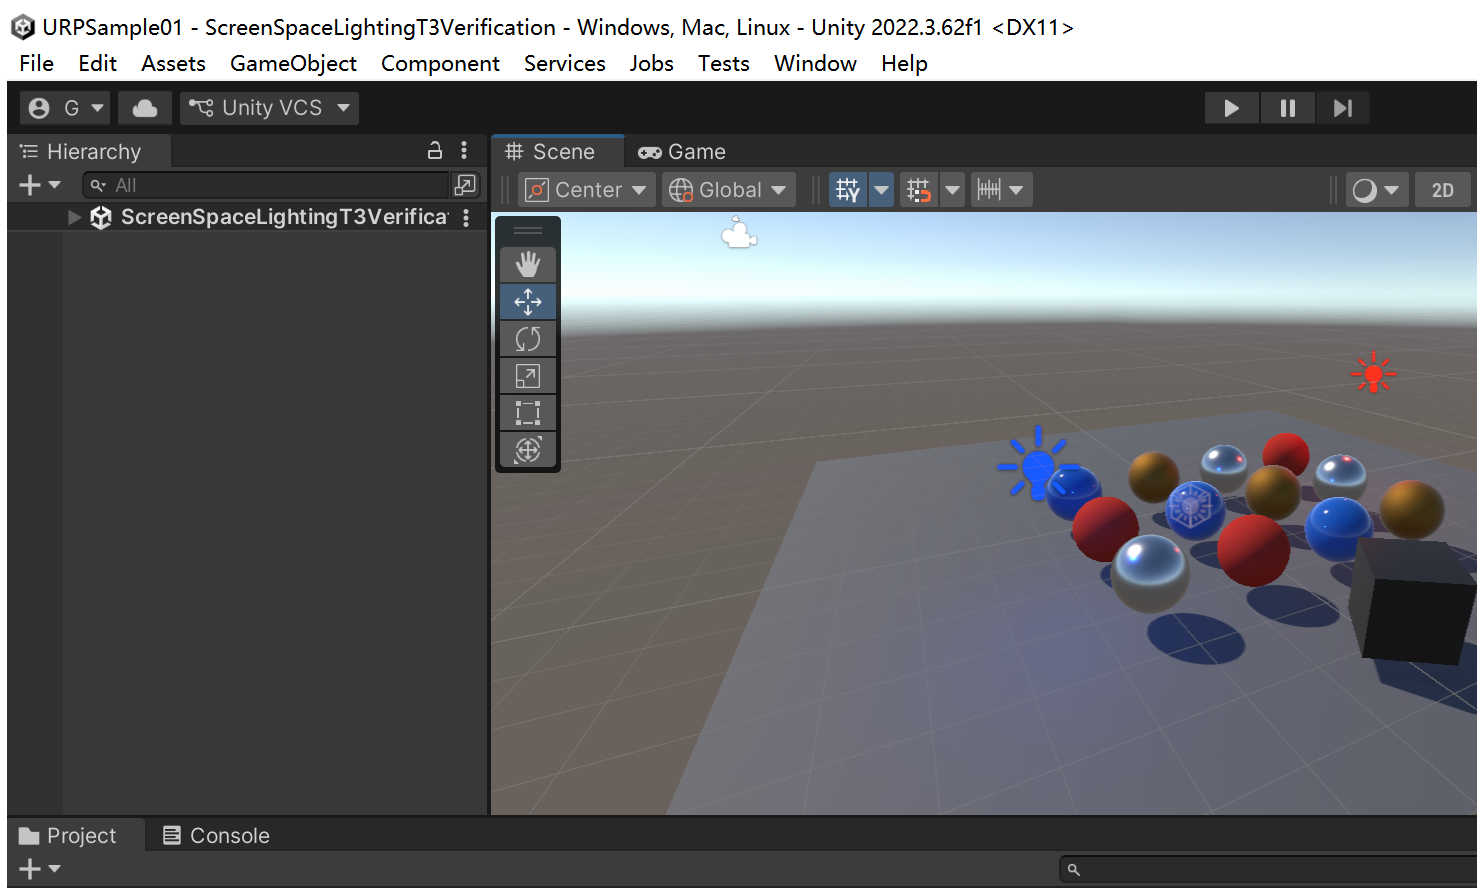 URPSample01 - ScreenSpaceLightingT3Verification - Windows, Mac, Linux - Unity 2022.3.62f1 <DX11>
File Edit Assets GameObject Component Services Jobs Tests Window Help
G Unity VCS
Hierarchy
Scene Game
All
Center Global 2D
ScreenSpaceLightingT3Verifica
Project Console